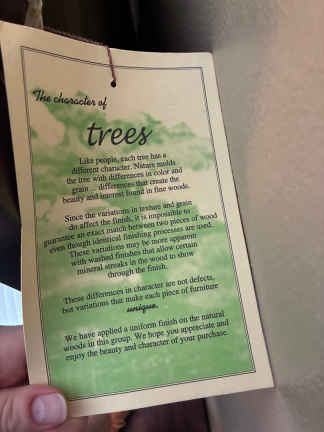 The character of
trees
Like people, each tree has a
different character. Nature molds
the tree with differences in color and
grain ... differences that create the
beauty and interest found in fine woods.
Since the variations in texture and grain
do affect the finish, it is impossible to
guarantee an exact match between two pieces of wood
even though identical finishing processes are used.
These variations may be more apparent
with washed finishes that allow certain
mineral streaks in the wood to show
through the finish.
These differences in character are not defects,
but variations that make each piece of furniture
unique.
We have applied a uniform finish on the natural
woods in this group. We hope you appreciate and
enjoy the beauty and character of your purchase.